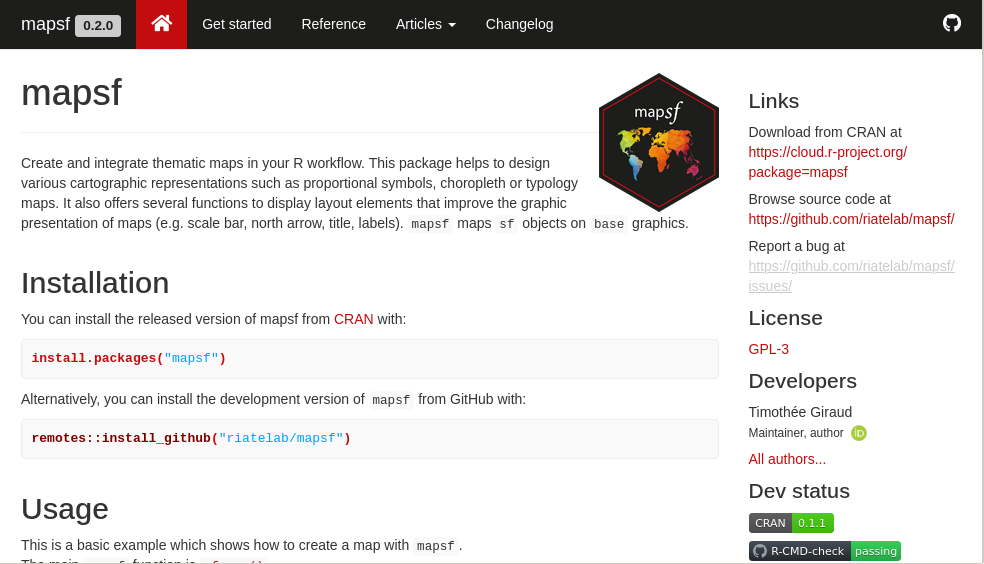 mapsf 0.2.0 Get started Reference Articles Changelog
mapsf
mapsf
Create and integrate thematic maps in your R workflow. This package helps to design
various cartographic representations such as proportional symbols, choropleth or typology
maps. It also offers several functions to display layout elements that improve the graphic
presentation of maps (e.g. scale bar, north arrow, title, labels). mapsf maps sf objects on base graphics.
Installation
You can install the released version of mapsf from CRAN with:
install.packages("mapsf")
Alternatively, you can install the development version of mapsf from GitHub with:
remotes::install_github("riatelab/mapsf")
Usage
This is a basic example which shows how to create a map with mapsf .
Links
Download from CRAN at
https://cloud.r-project.org/
package=mapsf
Browse source code at
https://github.com/riatelab/mapsf/
Report a bug at
https://github.com/riatelab/mapsf/
issues/
License
GPL-3
Developers
Timothée Giraud
Maintainer, author iD
All authors...
Dev status
CRAN 0.1.1
R-CMD-check passing